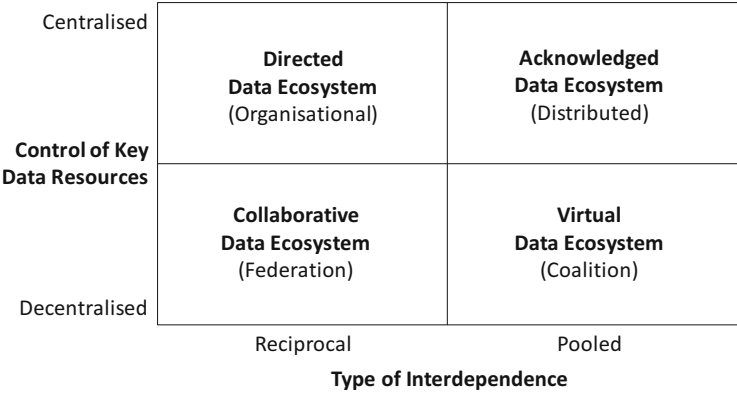 Centralised
Directed
Data Ecosystem
(Organisational)
Acknowledged
Data Ecosystem
(Distributed)
Control of Key
Data Resources
Collaborative
Data Ecosystem
(Federation)
Virtual
Data Ecosystem
(Coalition)
Decentralised
Reciprocal
Pooled
Type of Interdependence